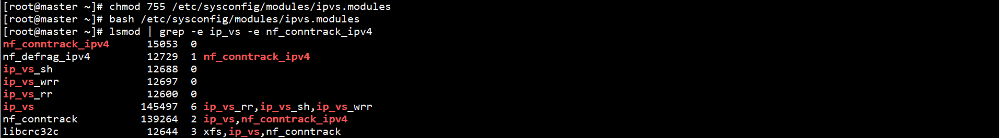 [root@master ~]# chmod 755 /etc/sysconfig/modules/ipvs.modules
[root@master ~]# bash /etc/sysconfig/modules/ipvs.modules
[root@master ~]# lsmod | grep -e ip_vs -e nf_conntrack_ipv4
nf_conntrack_ipv4      15053  0
nf_defrag_ipv4         12729  1 nf_conntrack_ipv4
ip_vs_sh               12688  0
ip_vs_wrr              12697  0
ip_vs_rr               12600  0
ip_vs                 145497  6 ip_vs_rr,ip_vs_sh,ip_vs_wrr
nf_conntrack          139264  2 ip_vs,nf_conntrack_ipv4
libcrc32c              12644  3 xfs,ip_vs,nf_conntrack